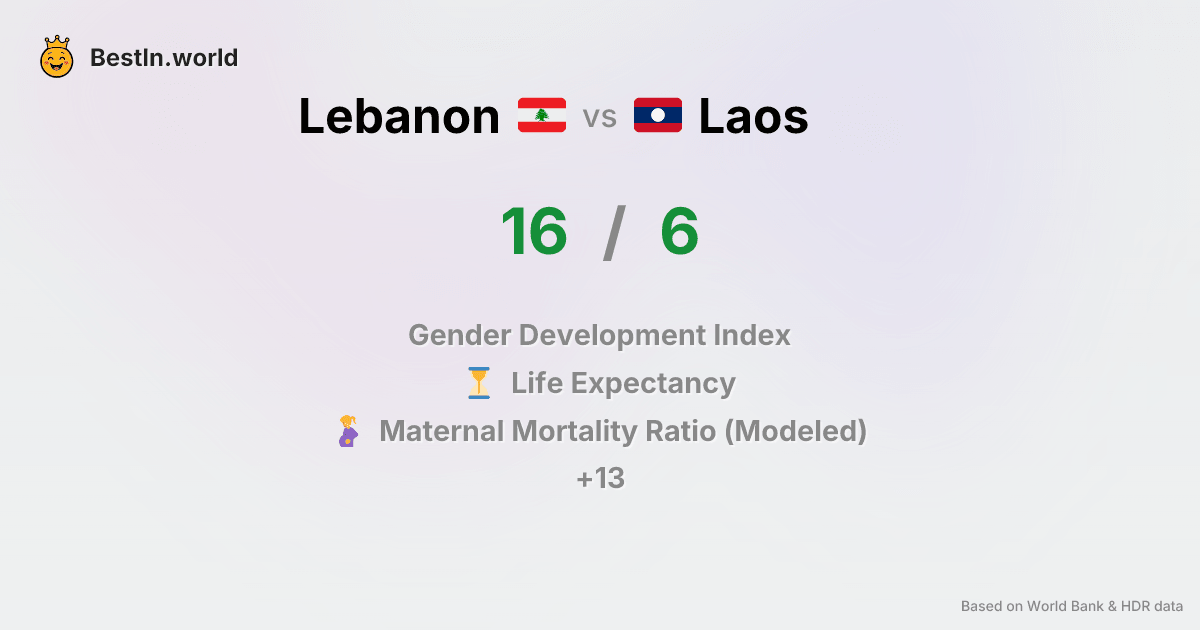 BestIn.world
Lebanon vs Laos
16 / 6
Gender Development Index
Life Expectancy
Maternal Mortality Ratio (Modeled)
+13
Based on World Bank & HDR data